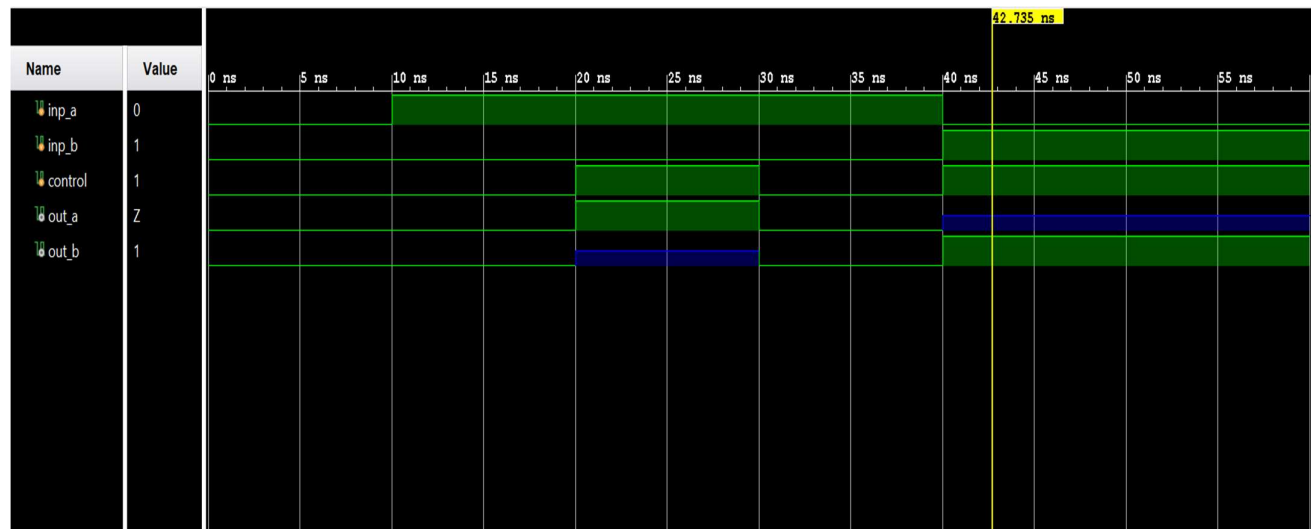 42.735 ns
Name Value
0 ns 5 ns 10 ns 15 ns 20 ns 25 ns 30 ns 35 ns 40 ns 45 ns 50 ns 55 ns
inp_a 0
inp_b 1
control 1
out_a Z
out_b 1